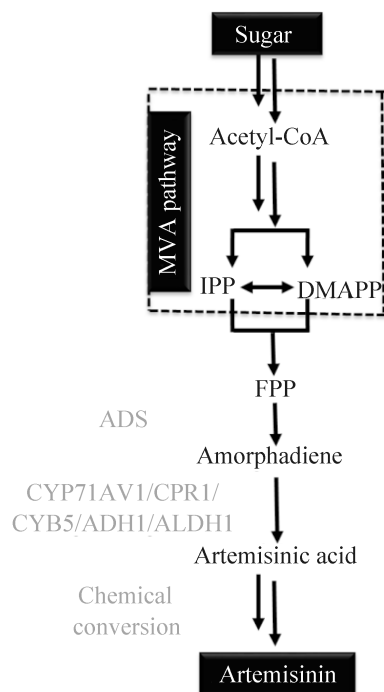 Sugar
Acetyl-CoA
MVA pathway
IPP
DMAPP
FPP
ADS
Amorphadiene
CYP71AV1/CPR1/
CYB5/ADH1/ALDH1
Artemisinic acid
Chemical
conversion
Artemisinin